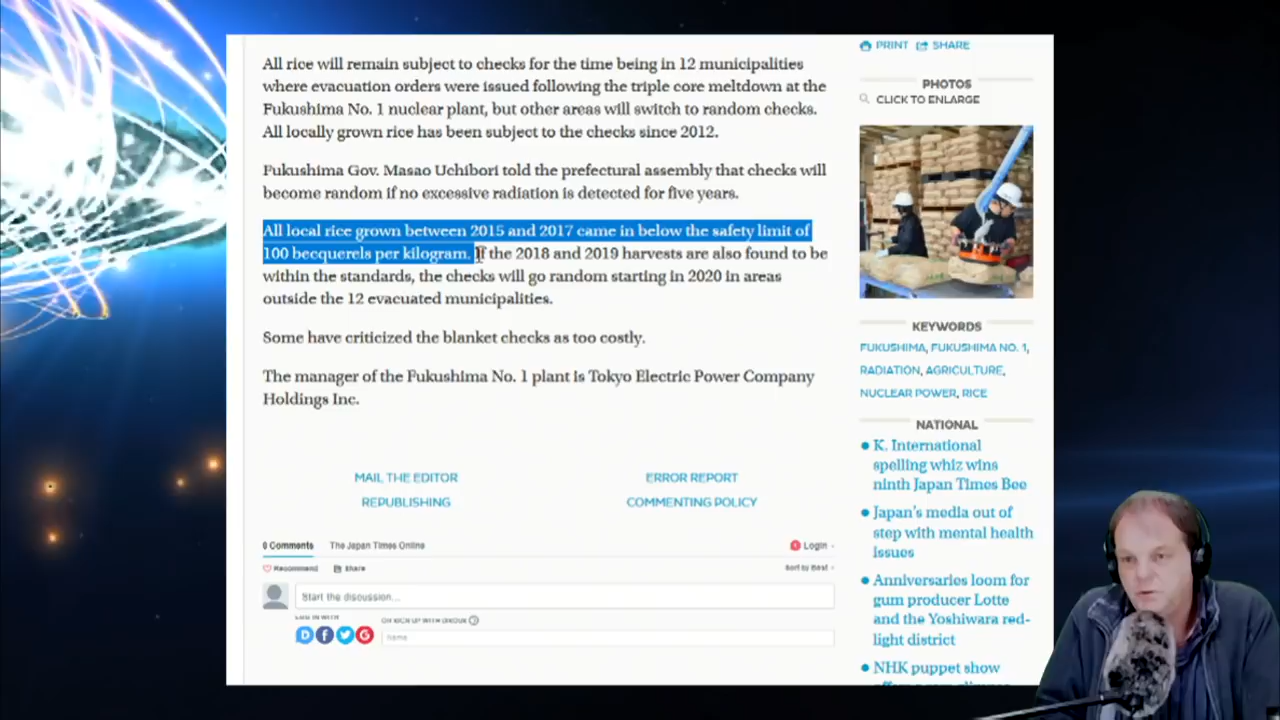 All rice will remain subject to checks for the time being in 12 municipalities
where evacuation orders were issued following the triple core meltdown at the
Fukushima No. 1 nuclear plant, but other areas will switch to random checks.
All locally grown rice has been subject to the checks since 2012.
Fukushima Gov. Masao Uchibori told the prefectural assembly that checks will
become random if no excessive radiation is detected for five years.
All local rice grown between 2015 and 2017 came in below the safety limit of
100 becquerels per kilogram. If the 2018 and 2019 harvests are also found to be
within the standards, the checks will go random starting in 2020 in areas
outside the 12 evacuated municipalities.
Some have criticized the blanket checks as too costly.
The manager of the Fukushima No. 1 plant is Tokyo Electric Power Company
Holdings Inc.
MAIL THE EDITOR
ERROR REPORT
REPUBLISHING
COMMENTING POLICY
0 Comments
The Japan Times Online
Login
Recommend
Share
Sort by Best
Start the discussion...
LOG IN WITH
OR SIGN UP WITH DISQUS
Name
PRINT
SHARE
PHOTOS
CLICK TO ENLARGE
KEYWORDS
FUKUSHIMA, FUKUSHIMA NO. 1,
RADIATION, AGRICULTURE,
NUCLEAR POWER, RICE
NATIONAL
K. International
spelling whiz wins
ninth Japan Times Bee
Japan's media out of
step with mental health
issues
Anniversaries loom for
gum producer Lotte
and the Yoshiwara red-
light district
NHK puppet show